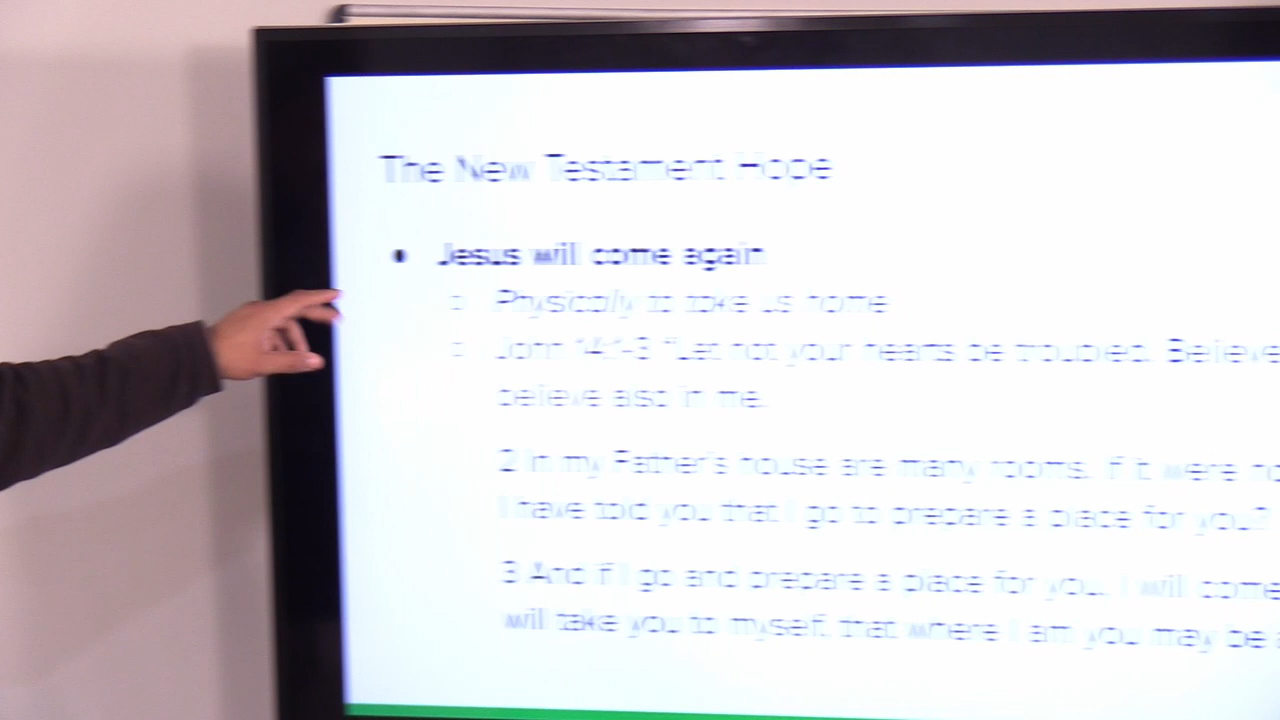 The New Testament Hope
• Jesus will come again
Physically to take us home
John 14:1-3 "Let not your hearts be troubled. Believe
believe also in me.
2 In my Father's house are many rooms. If it were
I have told you that I go to prepare a place for you?
3 And if I go and prepare a place for you, I will come
will take you to myself, that where I am you may be